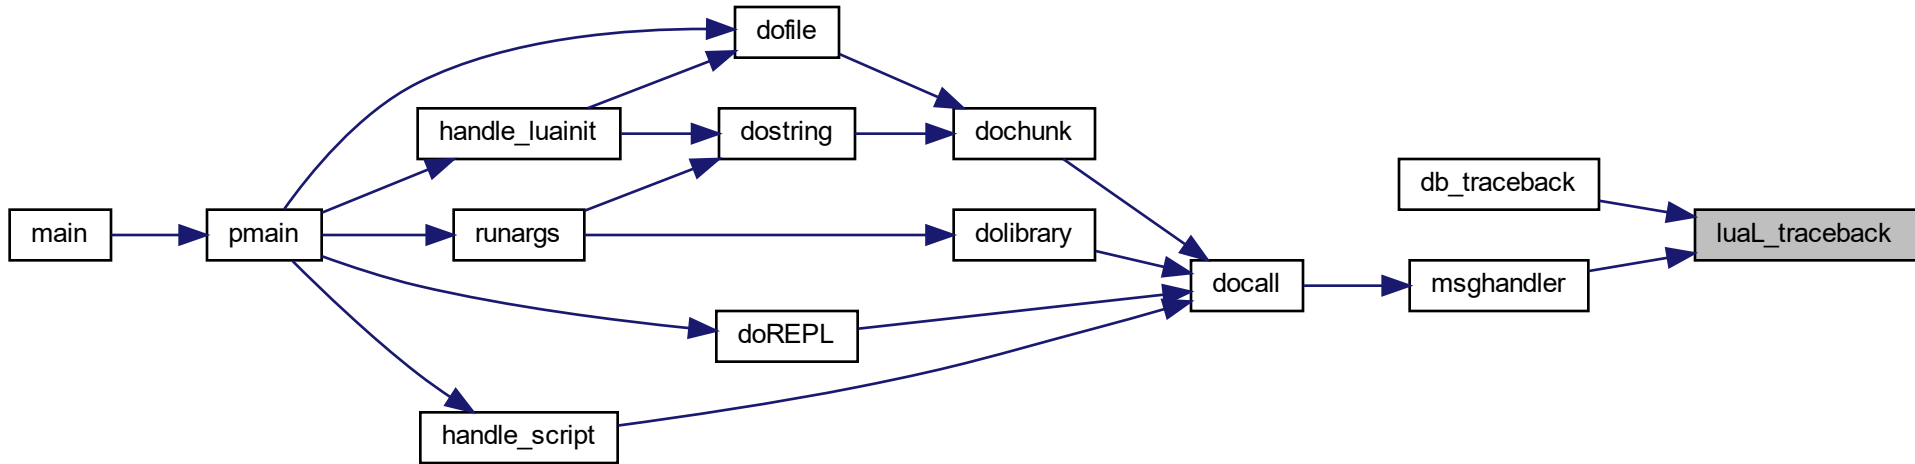 dofile
handle_luainit
dostring
dochunk
db_traceback
main
pmain
runargs
dolibrary
luaL_traceback
docall
msghandler
doREPL
handle_script